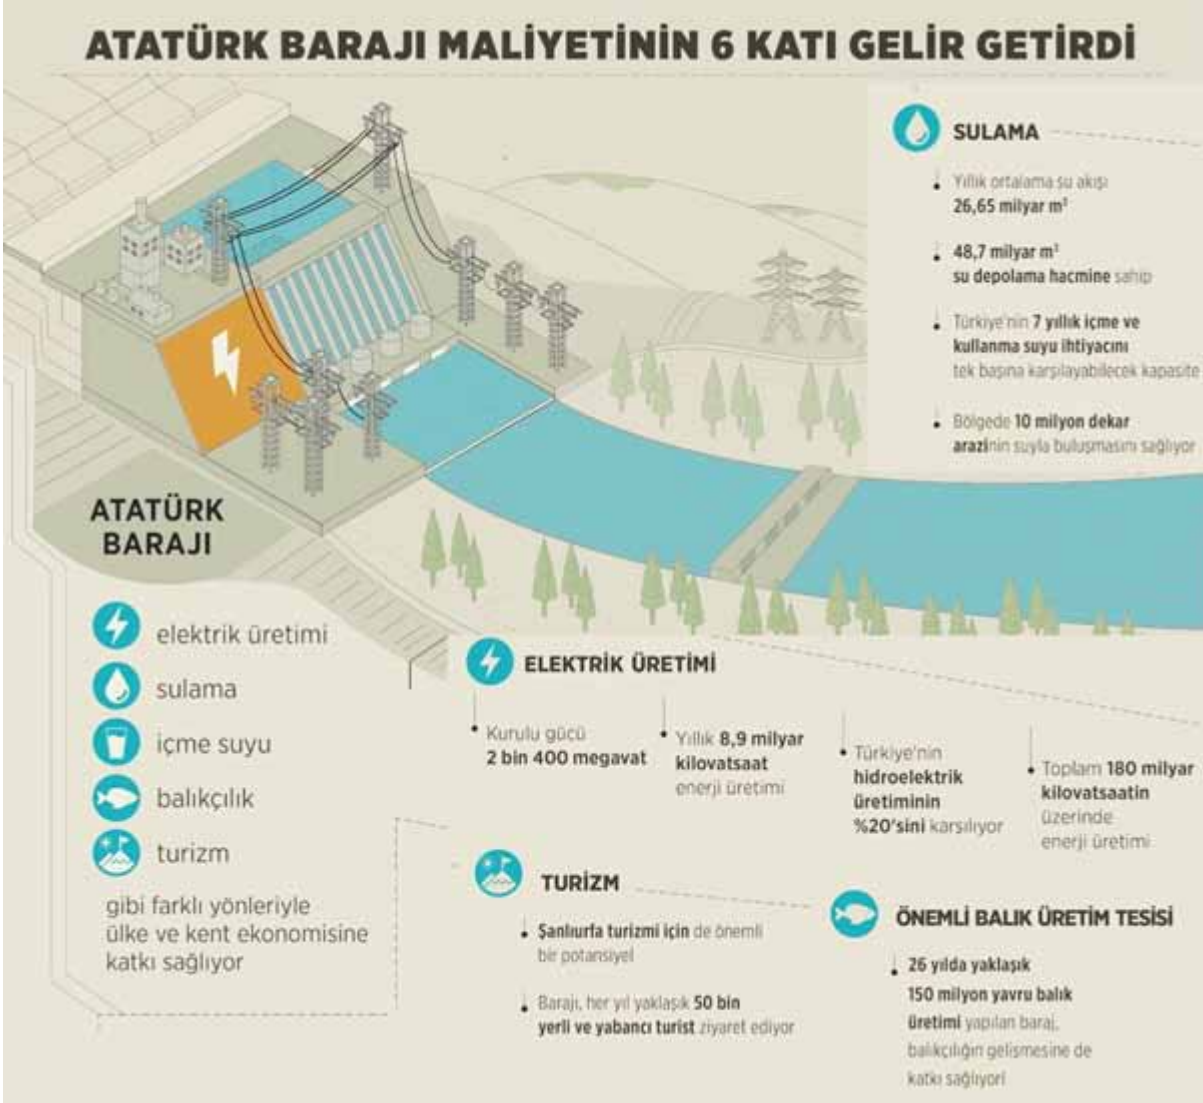 ATATÜRK BARAJI MALİYETİNİN 6 KATI GELİR GETİRDİ
SULAMA
Yıllık ortalama su akışı
26,65 milyar m³
48,7 milyar m³
su depolama hacmine sahip
Türkiye'nin 7 yıllık içme ve
kullanma suyu ihtiyacını
tek başına karşılayabilecek kapasite
Bölgede 10 milyon dekar
arazinin suyla buluşmasını sağlıyor
ATATÜRK
BARAJI
elektrik üretimi
sulama
içme suyu
balıkçılık
turizm
gibi farklı yönleriyle
ülke ve kent ekonomisine
katkı sağlıyor
ELEKTRİK ÜRETİMİ
Kurulu gücü
2 bin 400 megavat
Yıllık 8,9 milyar
kilovatsaat
enerji üretimi
Türkiye'nin
hidroelektrik
üretiminin
%20'sini karsılıyor
Toplam 180 milyar
kilovatsaatin
üzerinde
enerji üretimi
TURİZM
Şanlıurfa turizmi için de önemli
bir potansiyel
Barajı, her yıl yaklaşık 50 bin
yerli ve yabancı turist ziyaret ediyor
ÖNEMLİ BALIK ÜRETİM TESİSİ
26 yılda yaklaşık
150 milyon yavru balık
üretimi yapılan baraj,
balıkçılığın gelismesine de
katkı sağlıyori